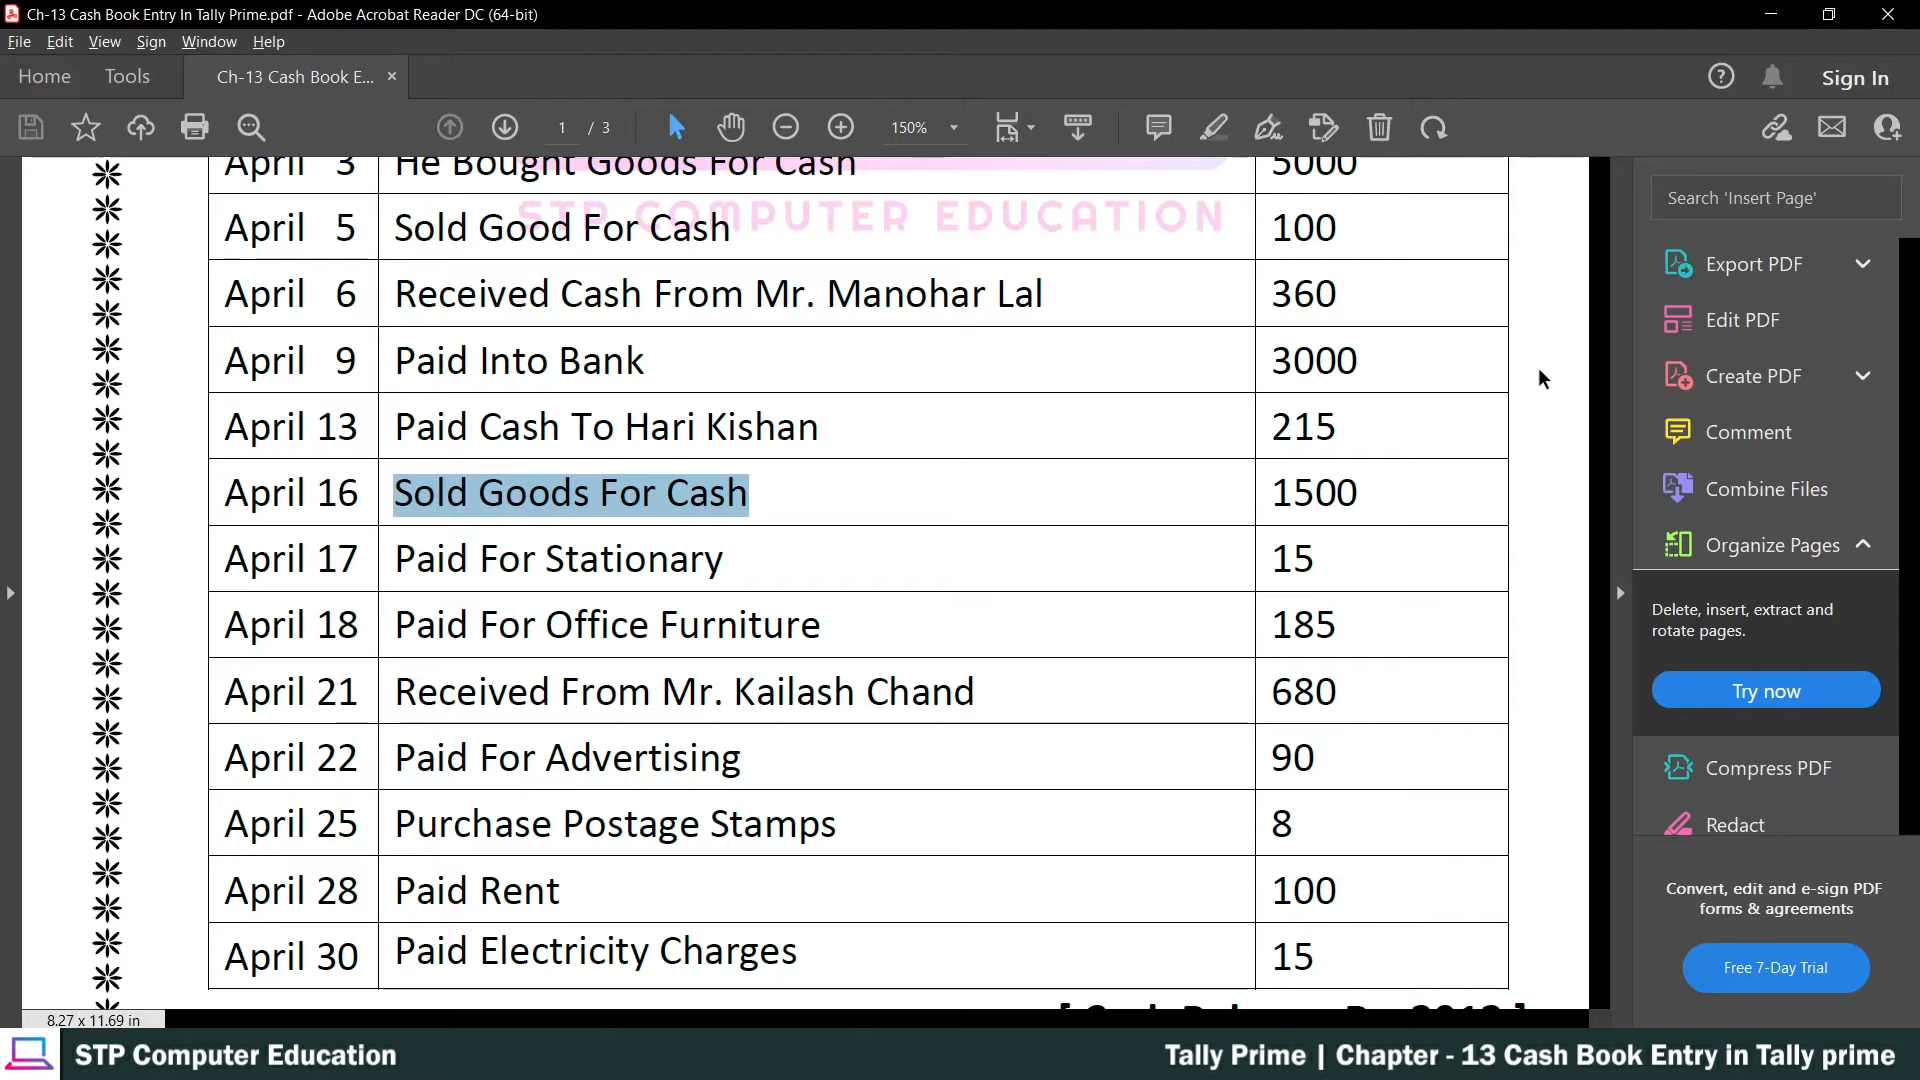 Ch-13 Cash Book Entry In Tally Prime.pdf - Adobe Acrobat Reader DC (64-bit)
File Edit View Sign Window Help
Home Tools Ch-13 Cash Book E... Sign In
1 / 3 150%
April 3 He Bought Goods For Cash 5000
STP COMPUTER EDUCATION
April 5 Sold Good For Cash 100
April 6 Received Cash From Mr. Manohar Lal 360
April 9 Paid Into Bank 3000
April 13 Paid Cash To Hari Kishan 215
April 16 Sold Goods For Cash 1500
April 17 Paid For Stationary 15
April 18 Paid For Office Furniture 185
April 21 Received From Mr. Kailash Chand 680
April 22 Paid For Advertising 90
April 25 Purchase Postage Stamps 8
April 28 Paid Rent 100
April 30 Paid Electricity Charges 15
8.27 x 11.69 in
Search 'Insert Page'
Export PDF
Edit PDF
Create PDF
Comment
Combine Files
Organize Pages
Delete, insert, extract and
rotate pages.
Try now
Compress PDF
Redact
Convert, edit and e-sign PDF
forms & agreements
Free 7-Day Trial
STP Computer Education
Tally Prime | Chapter - 13 Cash Book Entry in Tally prime